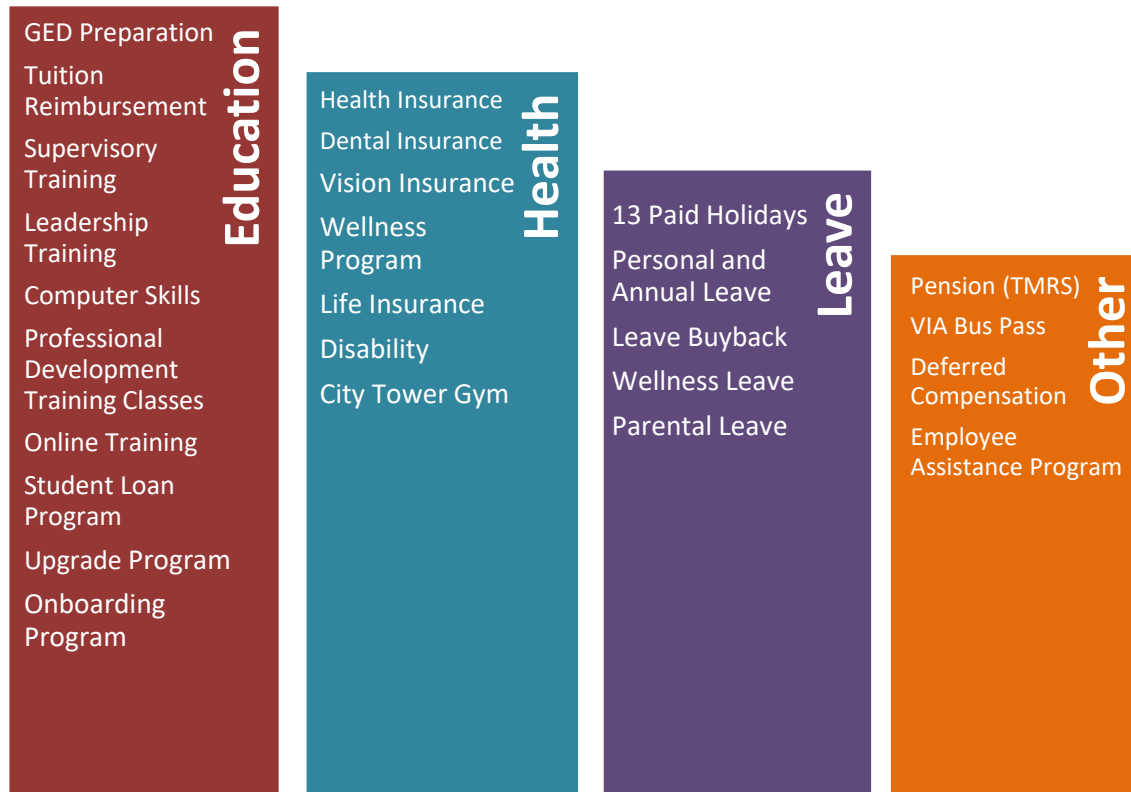 Education
GED Preparation
Tuition
Reimbursement
Supervisory
Training
Leadership
Training
Computer Skills
Professional
Development
Training Classes
Online Training
Student Loan
Program
Upgrade Program
Onboarding
Program
Health
Health Insurance
Dental Insurance
Vision Insurance
Wellness
Program
Life Insurance
Disability
City Tower Gym
Leave
13 Paid Holidays
Personal and
Annual Leave
Leave Buyback
Wellness Leave
Parental Leave
Other
Pension (TMRS)
VIA Bus Pass
Deferred
Compensation
Employee
Assistance Program